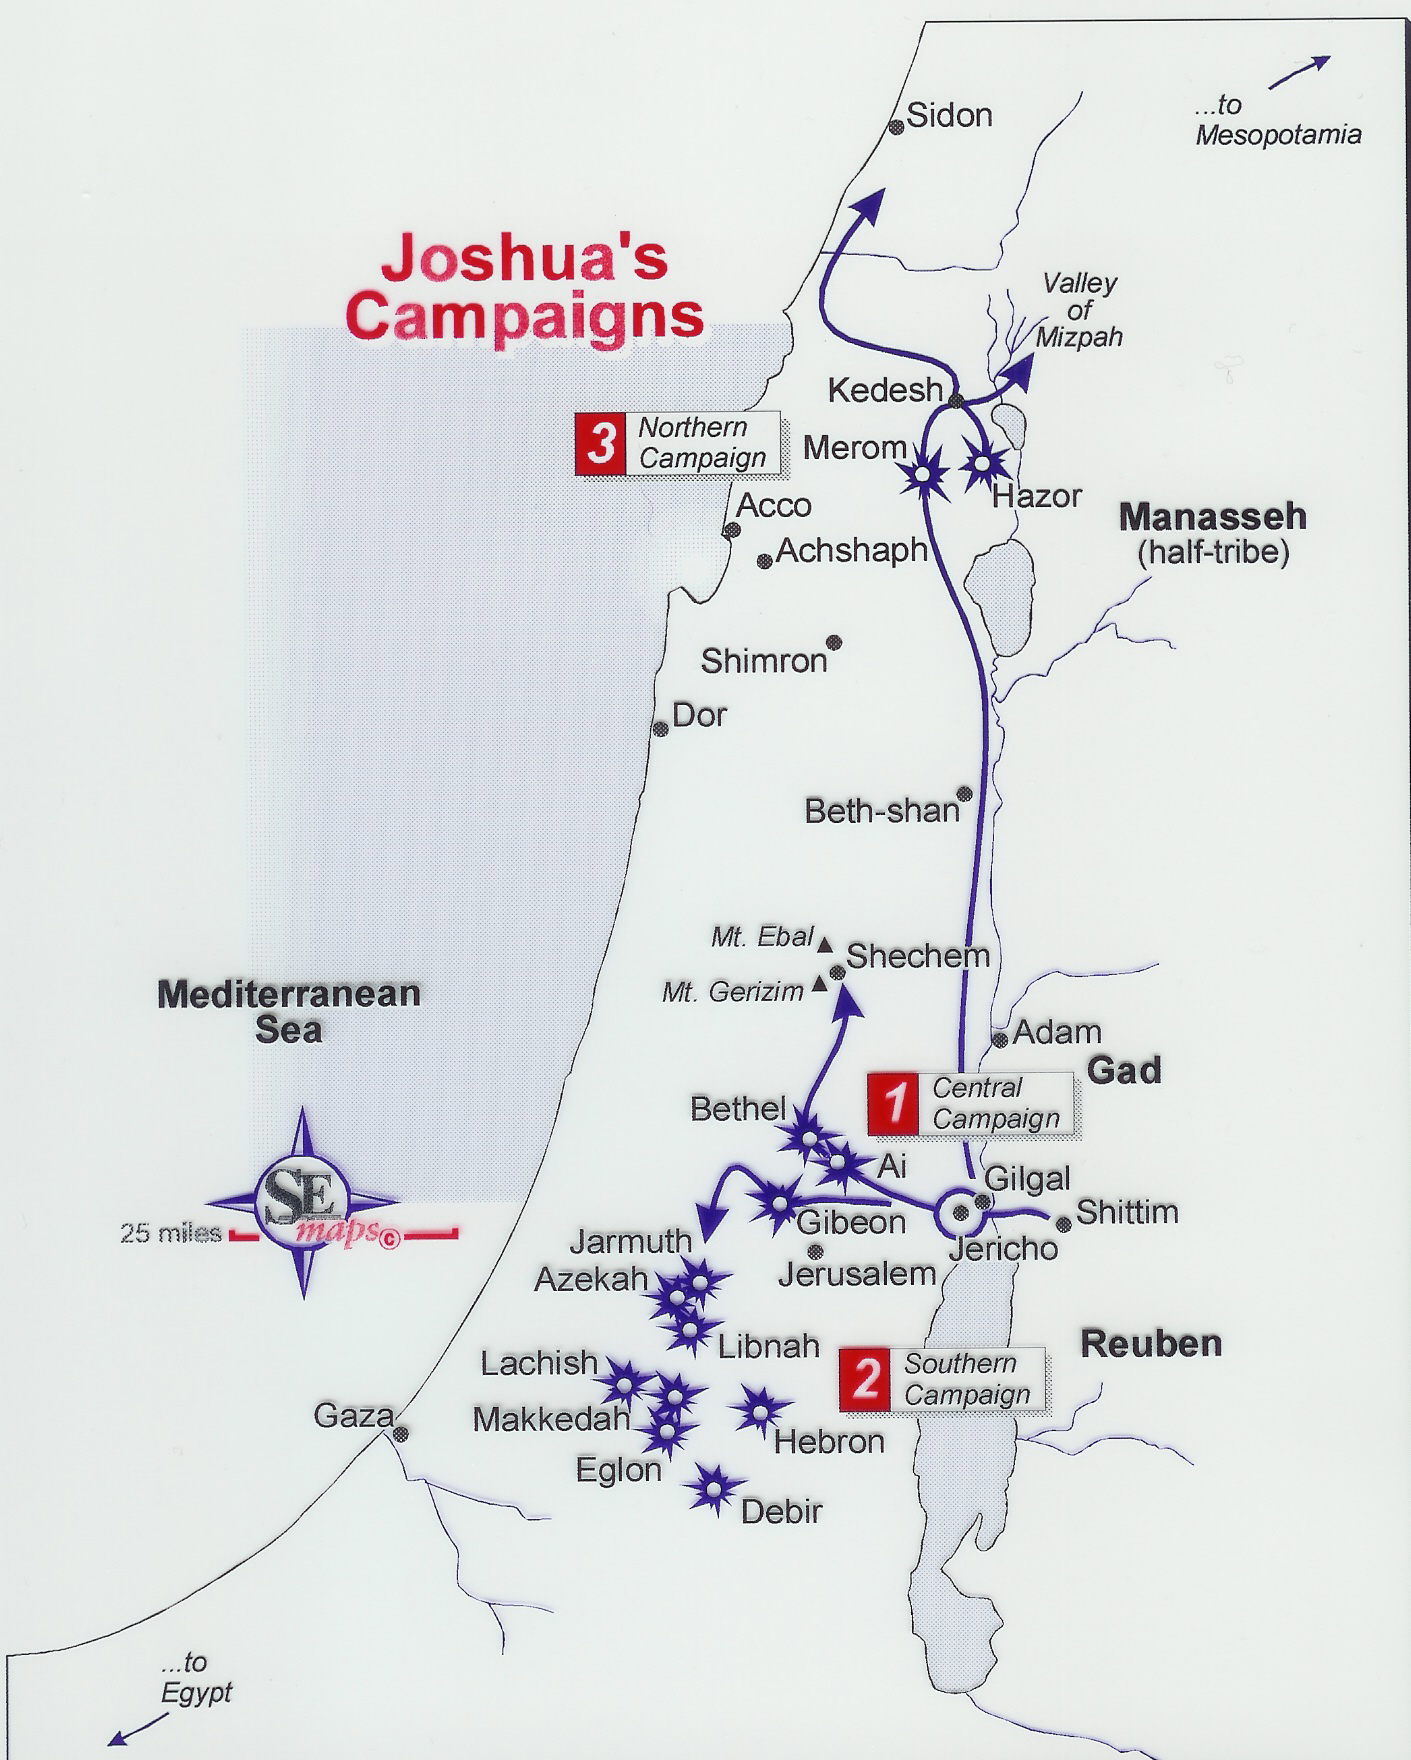 Sidon
...to
Mesopotamia
Joshua's
Campaigns
Valley
of
Mizpah
Kedesh
3 Northern
Campaign
Merom
Hazor
Acco
Achshaph
Manasseh
(half-tribe)
Shimron
Dor
Beth-shan
Mt. Ebal
Shechem
Mt. Gerizim
Mediterranean
Sea
Adam
Gad
1 Central
Campaign
Bethel
Ai
Gilgal
Shittim
Gibeon
Jericho
SE
maps©
25 miles
Jarmuth
Azekah
Jerusalem
Libnah
Reuben
Lachish
2 Southern
Campaign
Makkedah
Gaza
Hebron
Eglon
Debir
...to
Egypt